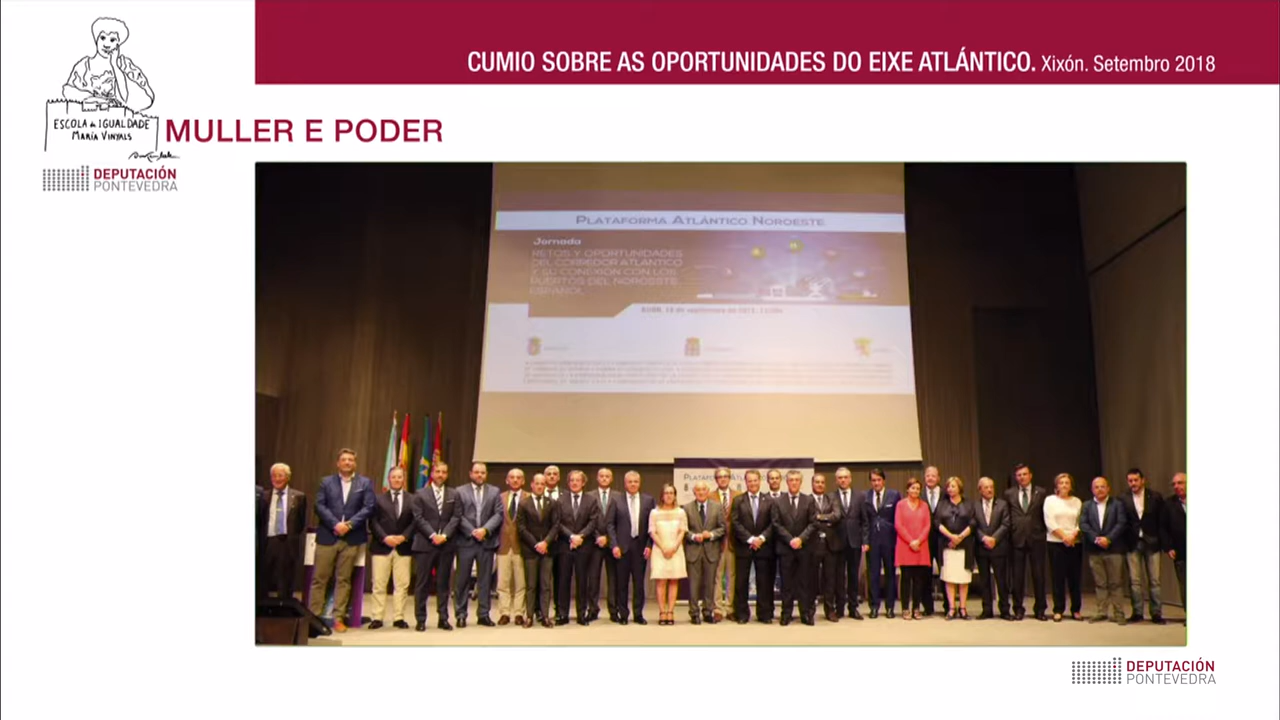 CUMIO SOBRE AS OPORTUNIDADES DO EIXE ATLÁNTICO. Xixón. Setembro 2018
ESCOLA de IGUALDADE
MARÍA VINYALS
MULLER E PODER
DEPUTACIÓN
PONTEVEDRA
PLATAFORMA ATLÁNTICO NOROESTE
Jornada
RETOS Y OPORTUNIDADES
DEL CORREDOR ATLÁNTICO
Y SU CONEXIÓN CON LOS
PUERTOS DEL NOROESTE
ESPAÑOL
DEPUTACIÓN
PONTEVEDRA